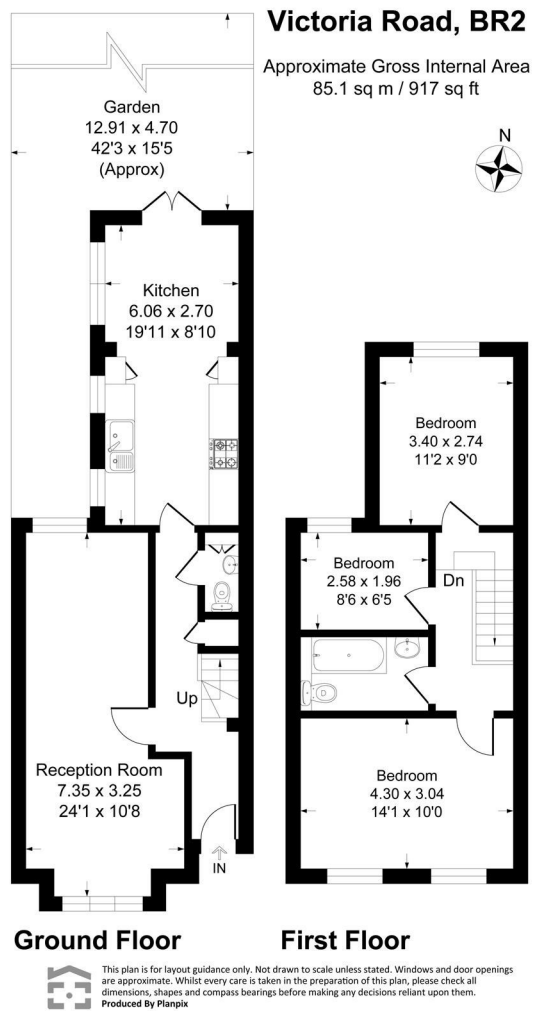 Victoria Road, BR2
Approximate Gross Internal Area
85.1 sq m / 917 sq ft
N
Garden
12.91 x 4.70
42'3 x 15'5
(Approx)
Kitchen
6.06 x 2.70
19'11 x 8'10
Up
Reception Room
7.35 x 3.25
24'1 x 10'8
IN
Ground Floor
Bedroom
3.40 x 2.74
11'2 x 9'0
Bedroom
2.58 x 1.96
8'6 x 6'5
Dn
Bedroom
4.30 x 3.04
14'1 x 10'0
First Floor
This plan is for layout guidance only. Not drawn to scale unless stated. Windows and door openings
are approximate. Whilst every care is taken in the preparation of this plan, please check all
dimensions, shapes and compass bearings before making any decisions reliant upon them.
Produced By Planpix